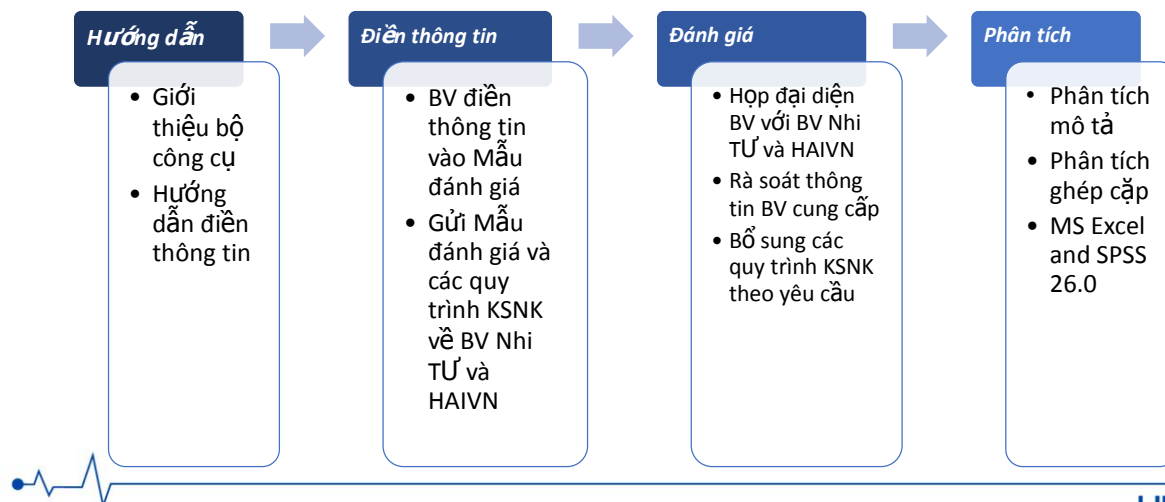 Hướng dẫn
• Giới
thiệu bộ
công cụ
• Hướng
dẫn điền
thông tin
Điền thông tin
• BV điền
thông tin
vào Mẫu
đánh giá
• Gửi Mẫu
đánh giá và
các quy
trình KSNK
về BV Nhi
TƯ và
HAIVN
Đánh giá
• Họp đại diện
BV với BV Nhi
TƯ và HAIVN
• Rà soát thông
tin BV cung cấp
• Bổ sung các
quy trình KSNK
theo yêu cầu
Phân tích
• Phân tích
mô tả
• Phân tích
ghép cặp
• MS Excel
and SPSS
26.0